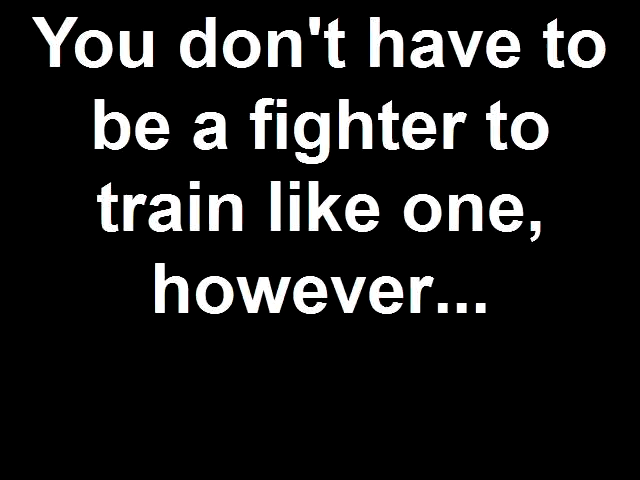 You don't have to
be a fighter to
train like one,
however...